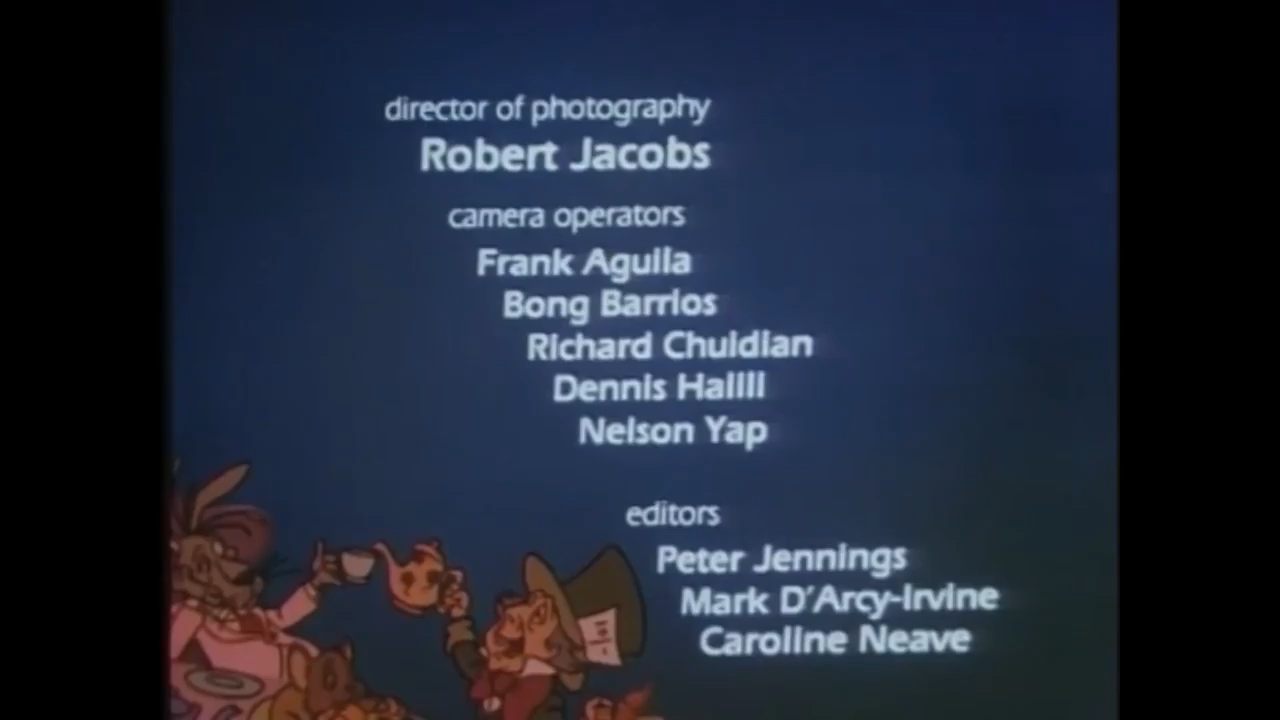 director of photography
Robert Jacobs
camera operators
Frank Aguila
Bong Barrios
Richard Chuidian
Dennis Halili
Nelson Yap
editors
Peter Jennings
Mark D'Arcy-Irvine
Caroline Neave